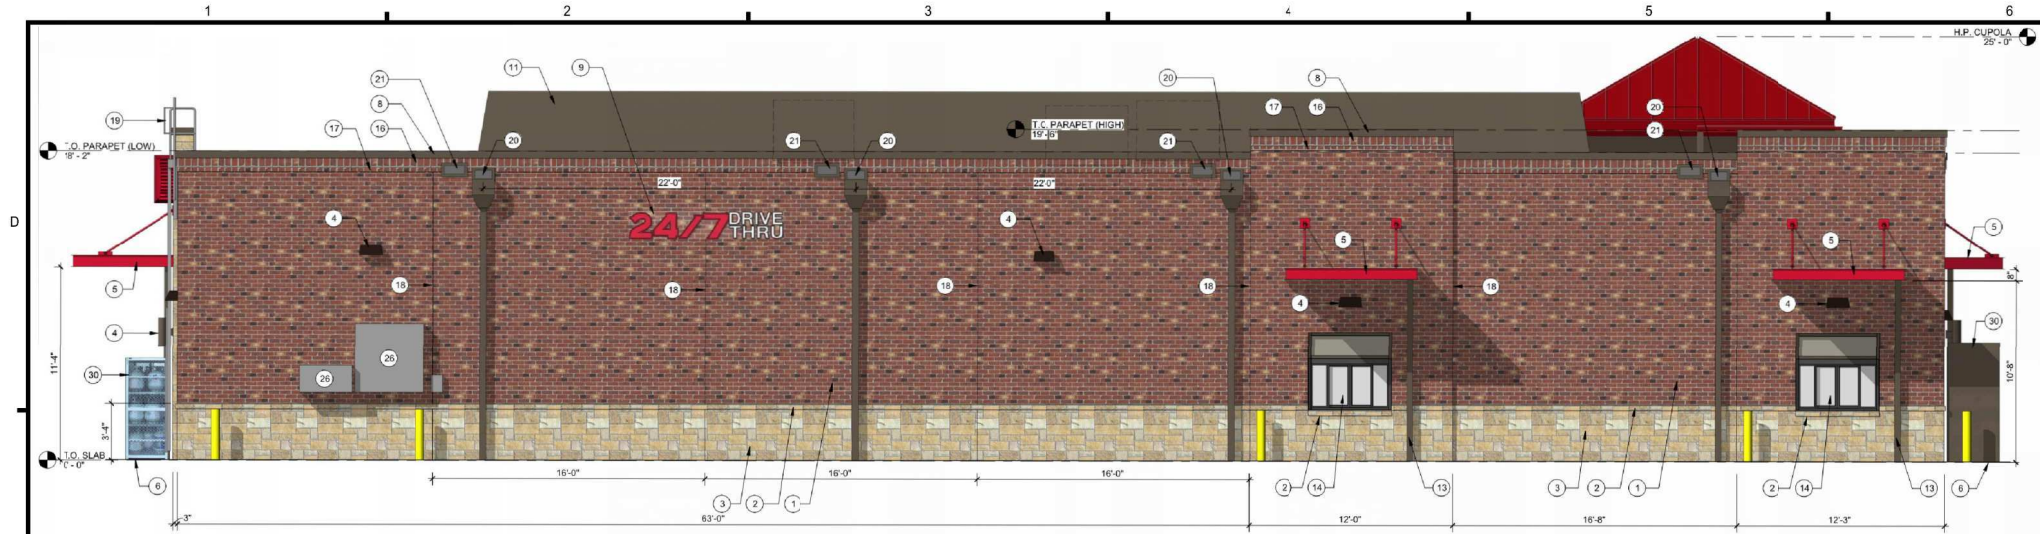 1 2 3 4 5 6
H.P. CUPOLA
25' - 0"
11 9 20 8
21
8 17 16 20
19 17 16 21
T.O. PARAPET (HIGH)
19'-6"
T.O. PARAPET (LOW)
18' - 2"
20 21 20 21
22'-0" 22'-0"
D
24/7 DRIVE
THRU
4 4 5 5 5
18 18 18 18 18
5 4 4 8"
4 30
26
26
30
11'-4" 10'-8"
3'-4"
T.O. SLAB
0' - 0"
16'-0" 16'-0" 16'-0"
6 3 2 1 2 14 13 3 2 1 2 14 13 6
3" 63'-0" 12'-0" 16'-8" 12'-3"